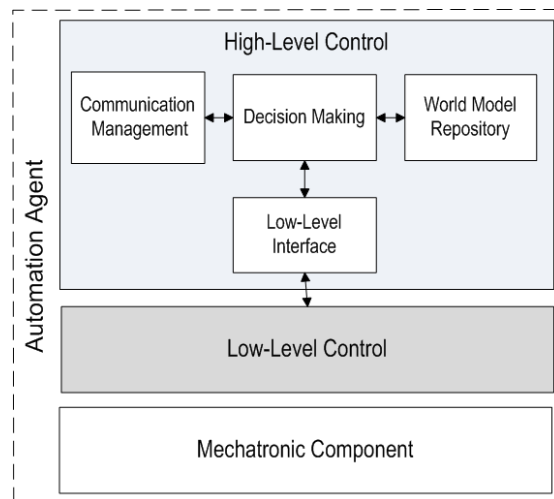 High-Level Control
Communication
Management
Decision Making
World Model
Repository
Low-Level
Interface
Automation Agent
Low-Level Control
Mechatronic Component